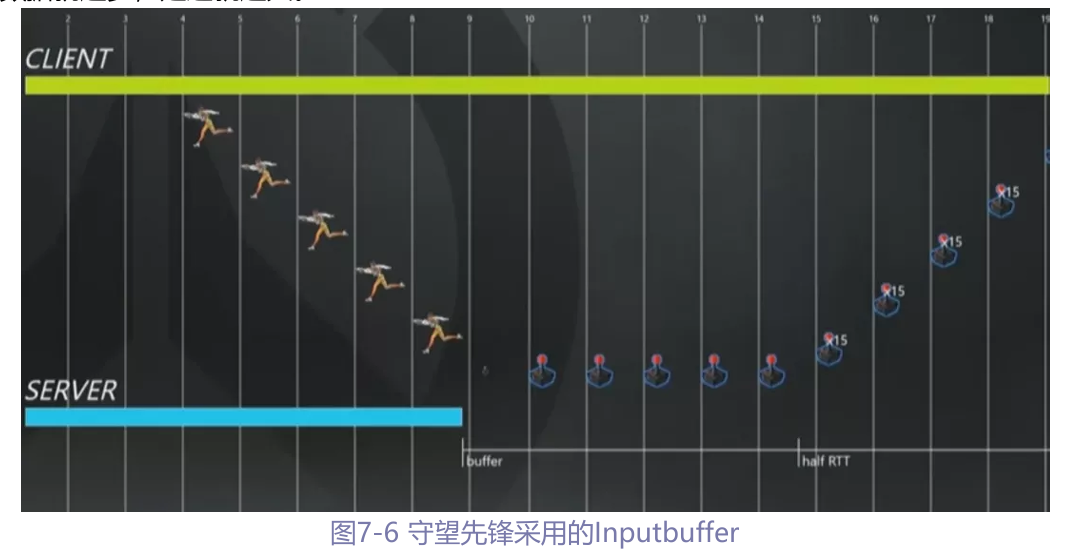 2 3 4 5 6 7 8 9 10 11 12 13 14 15 16 17 18 19
CLIENT
x15
x15
x15
x15
SERVER
buffer
half RTT
图7-6 守望先锋采用的Inputbuffer